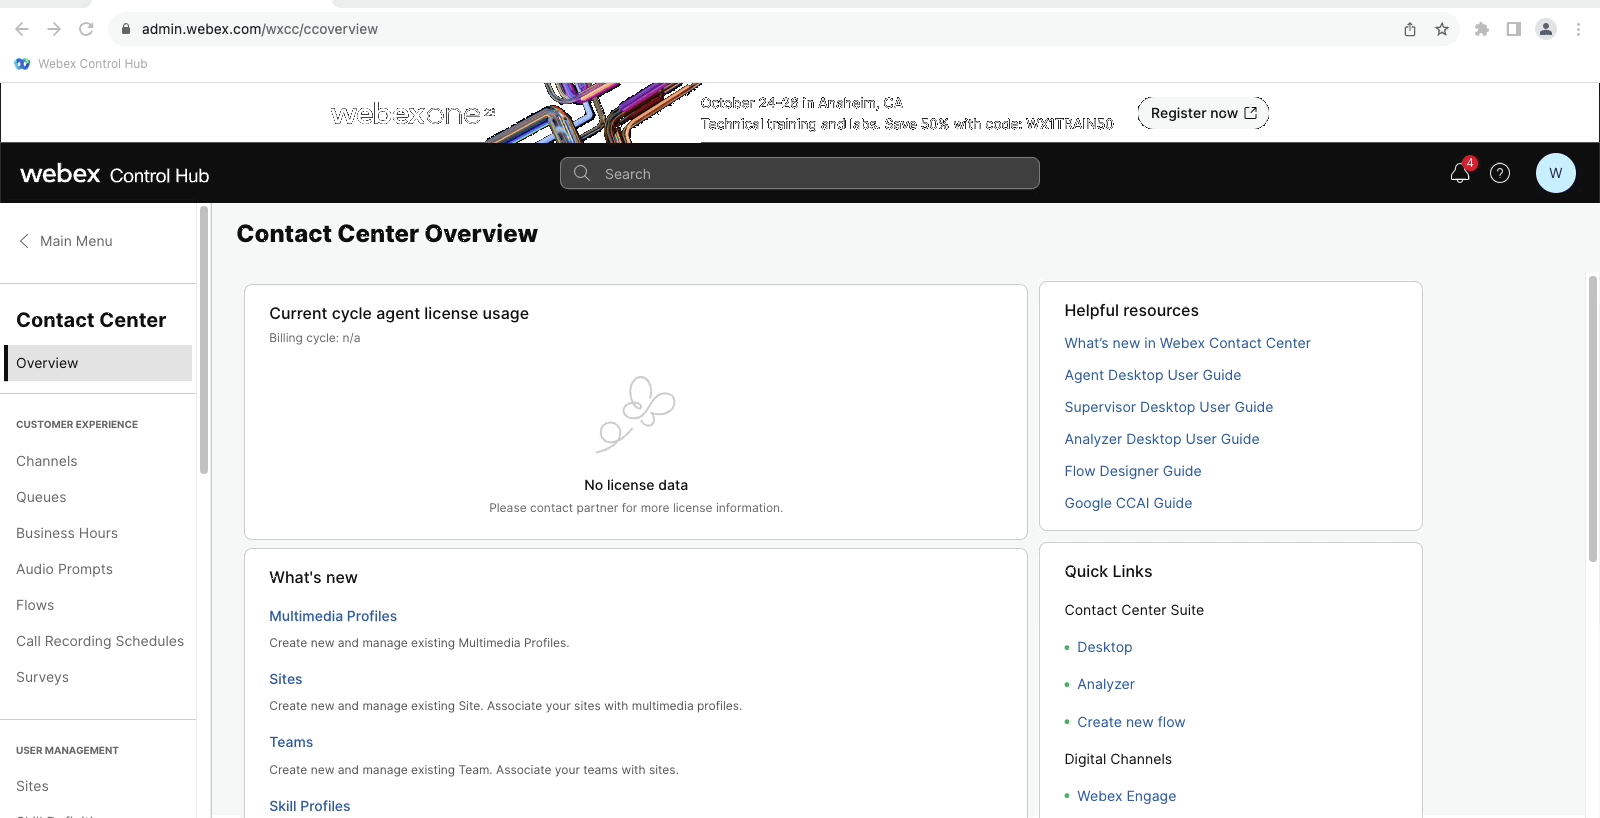 admin.webex.com/wxcc/ccoverview
Webex Control Hub
webexone
October 24-26 in Anaheim, CA
Technical training and labs. Save 50% with code: WX1TRAIN50
Register now
webex Control Hub
Search
4
W
Main Menu
Contact Center
Overview
CUSTOMER EXPERIENCE
Channels
Queues
Business Hours
Audio Prompts
Flows
Call Recording Schedules
Surveys
USER MANAGEMENT
Sites
Contact Center Overview
Current cycle agent license usage
Billing cycle: n/a
No license data
Please contact partner for more license information.
What's new
Multimedia Profiles
Create new and manage existing Multimedia Profiles.
Sites
Create new and manage existing Site. Associate your sites with multimedia profiles.
Teams
Create new and manage existing Team. Associate your teams with sites.
Skill Profiles
Helpful resources
What’s new in Webex Contact Center
Agent Desktop User Guide
Supervisor Desktop User Guide
Analyzer Desktop User Guide
Flow Designer Guide
Google CCAI Guide
Quick Links
Contact Center Suite
Desktop
Analyzer
Create new flow
Digital Channels
Webex Engage